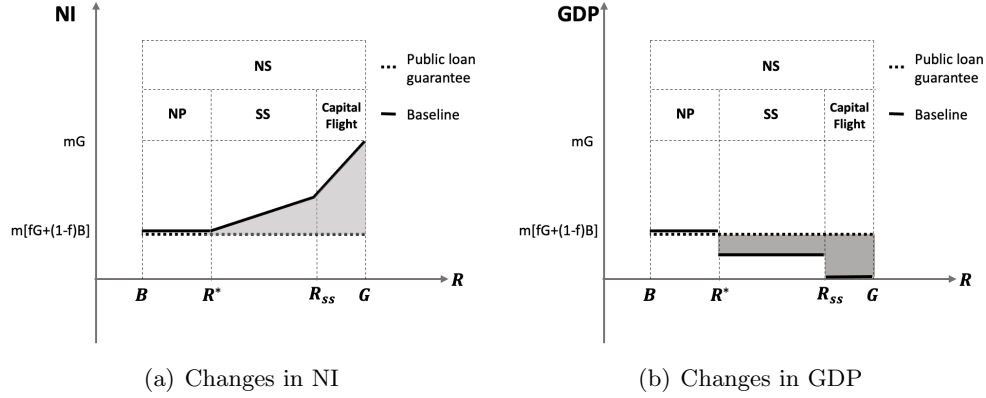 NI
NS
NP
SS
Capital
Flight
Public loan
guarantee
Baseline
mG
m[fG+(1-f)B]
B
R*
Rss
G
R
(a) Changes in NI
GDP
NS
NP
SS
Capital
Flight
Public loan
guarantee
Baseline
mG
m[fG+(1-f)B]
B
R*
Rss
G
R
(b) Changes in GDP